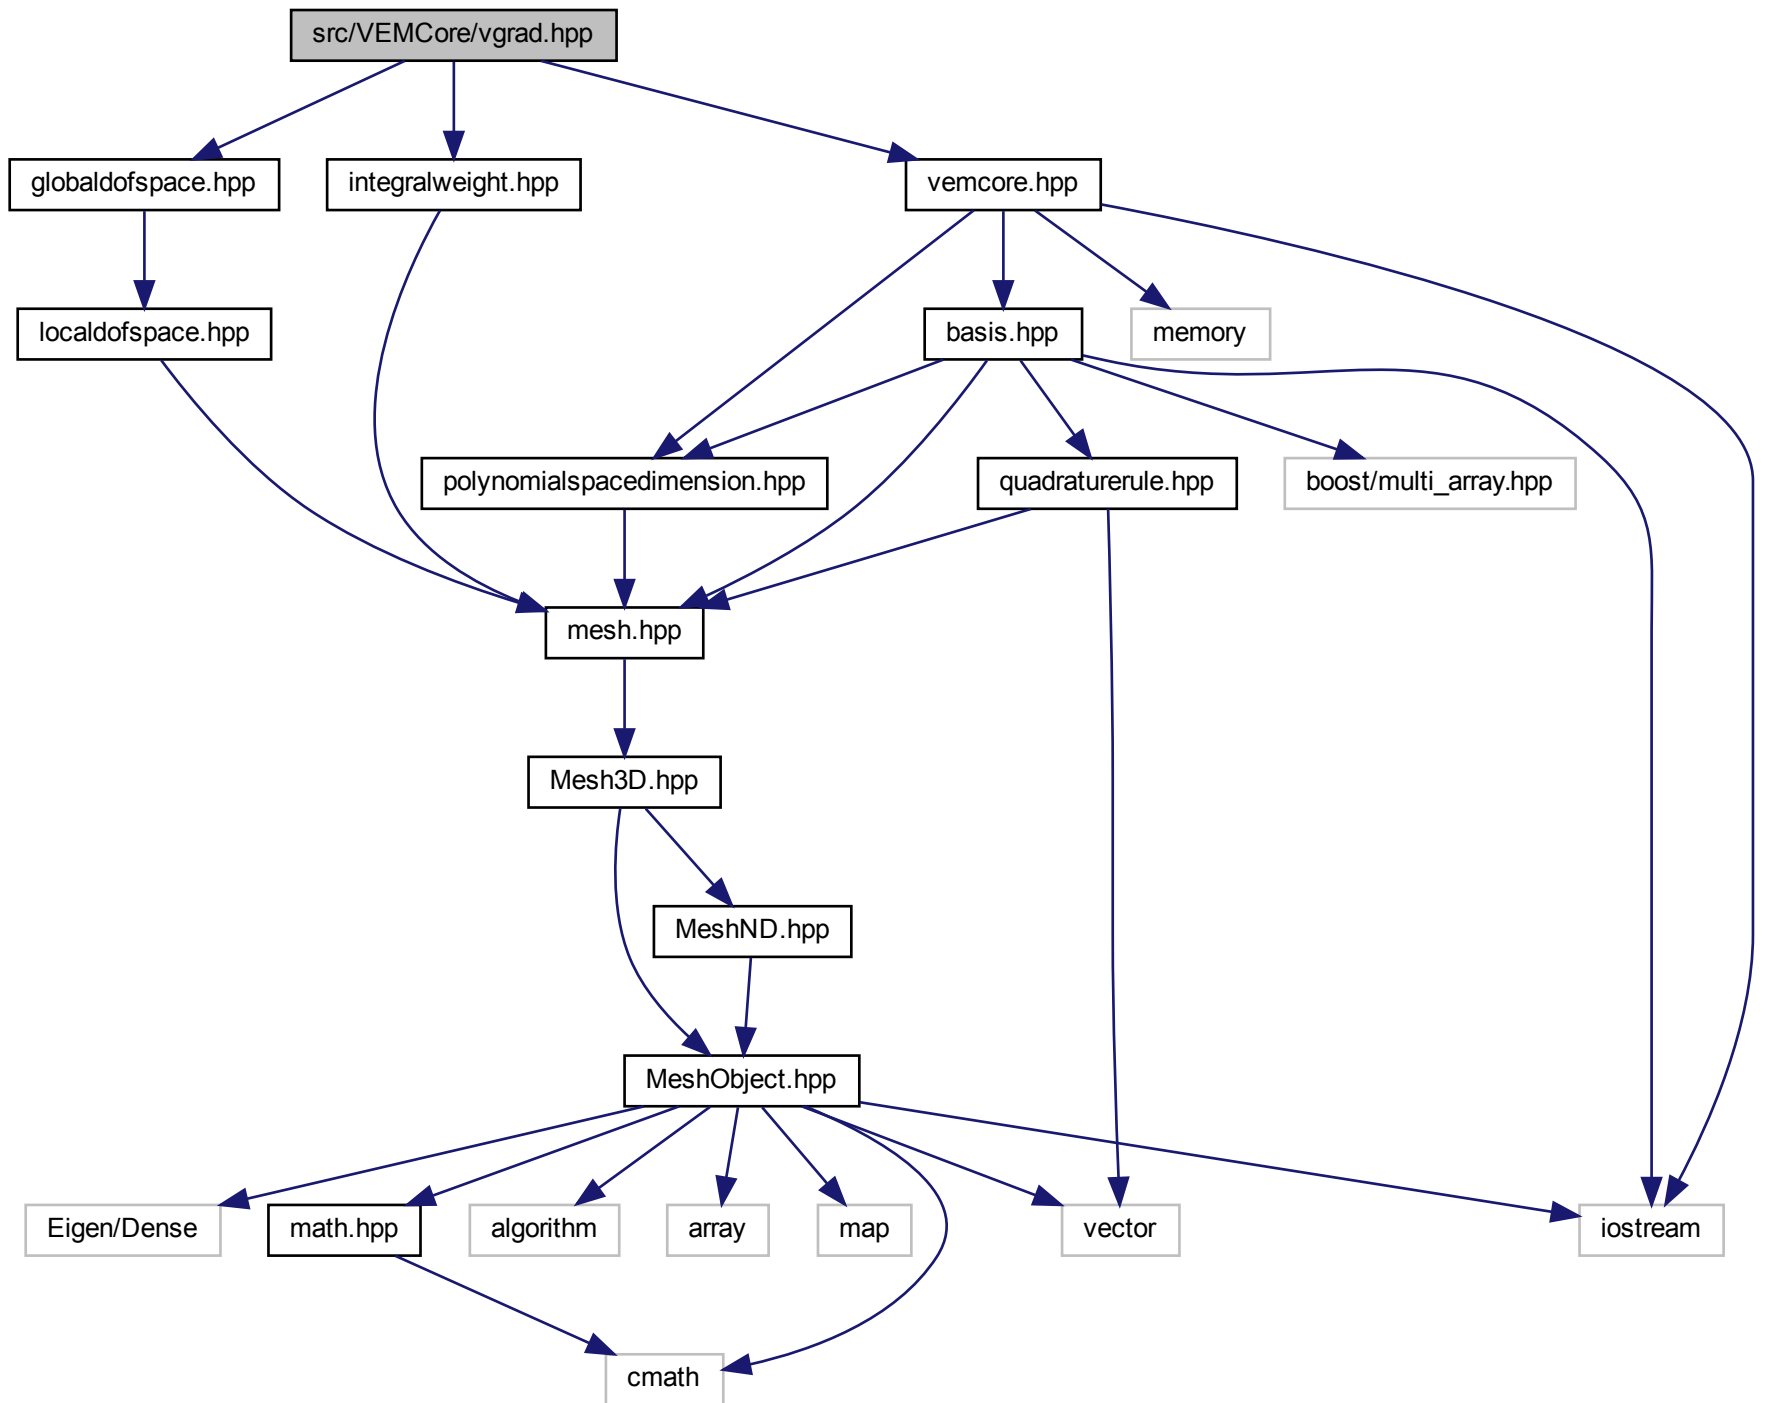 src/VEMCore/vgrad.hpp
globaldofspace.hpp
integralweight.hpp
vemcore.hpp
localdofspace.hpp
basis.hpp
memory
polynomialspacedimension.hpp
quadraturerule.hpp
boost/multi_array.hpp
mesh.hpp
Mesh3D.hpp
MeshND.hpp
MeshObject.hpp
Eigen/Dense
math.hpp
algorithm
array
map
vector
iostream
cmath